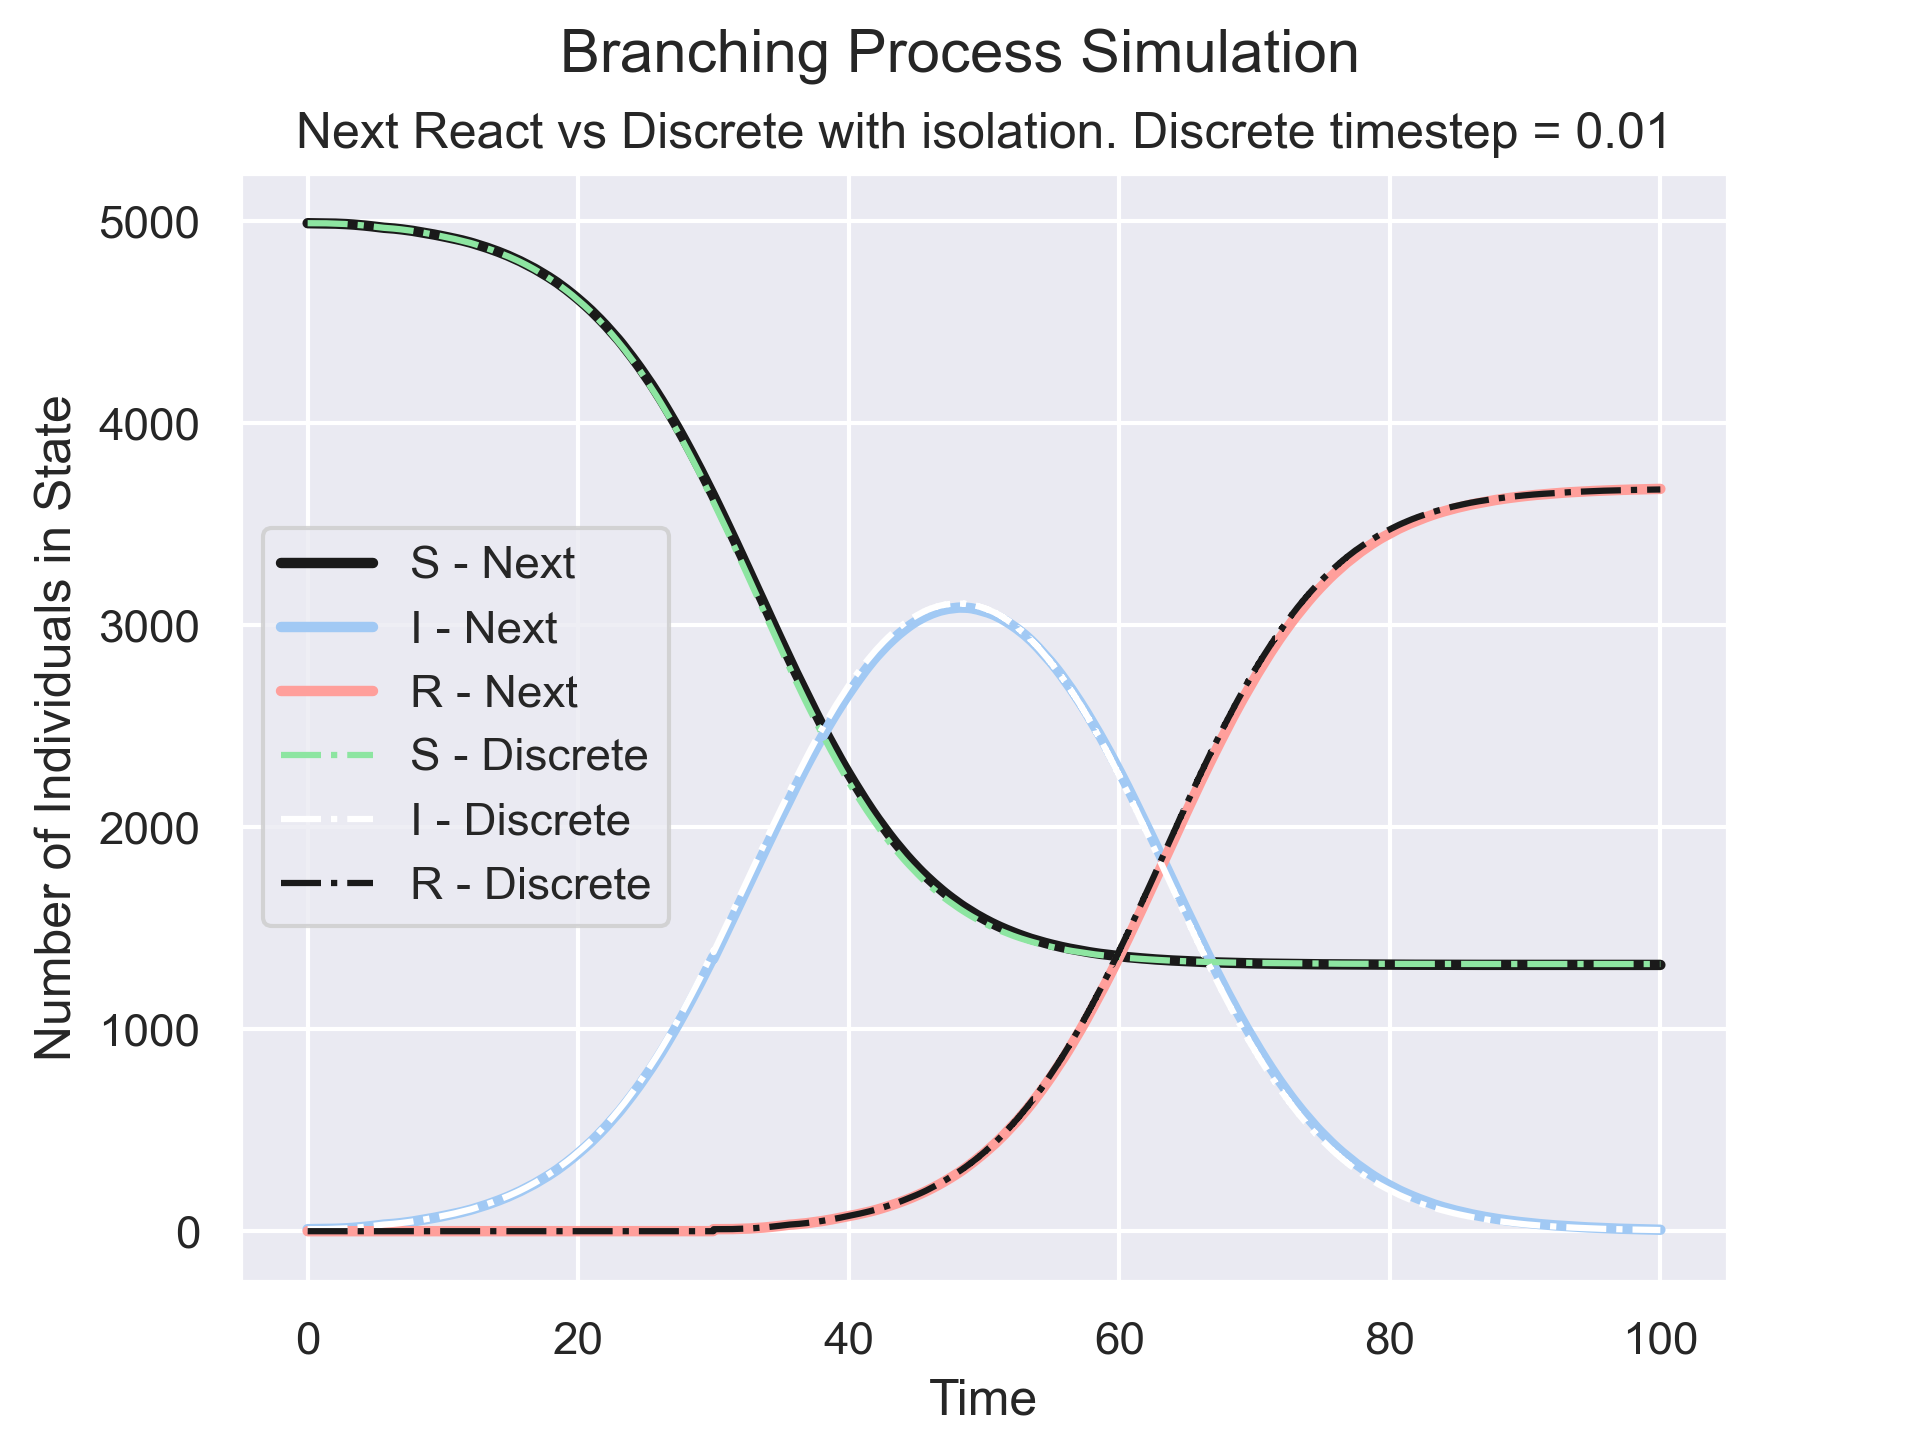 Branching Process Simulation
Next React vs Discrete with isolation. Discrete timestep = 0.01
Number of Individuals in State
5000
4000
3000
2000
1000
0
S - Next
I - Next
R - Next
S - Discrete
I - Discrete
R - Discrete
0 20 40 60 80 100
Time